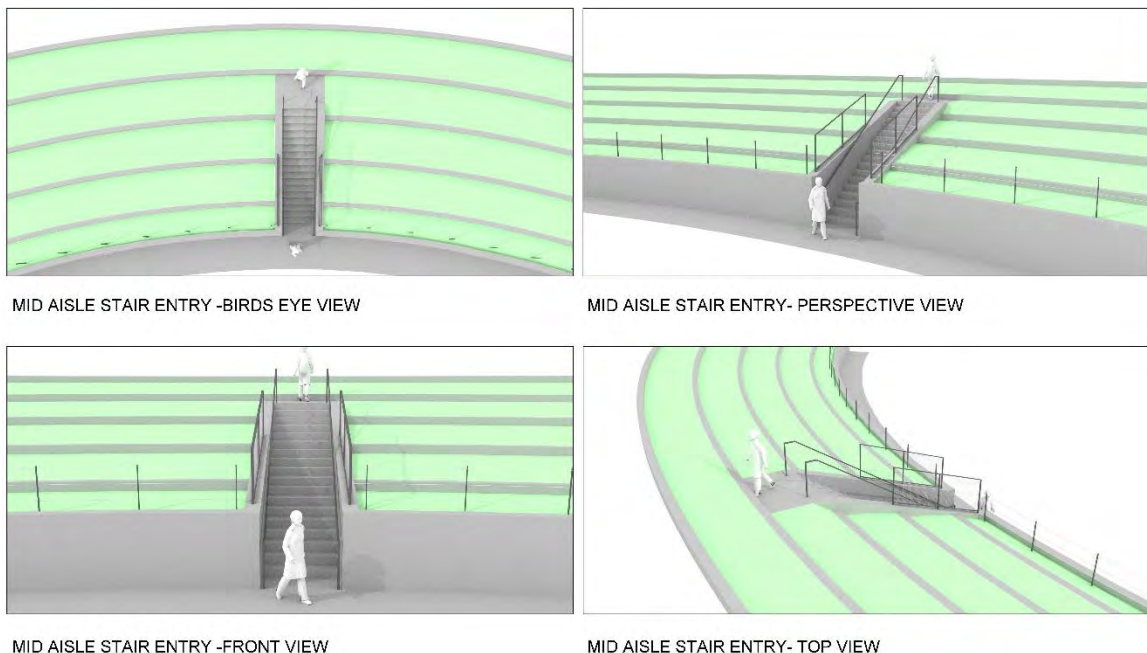 MID AISLE STAIR ENTRY -BIRDS EYE VIEW
MID AISLE STAIR ENTRY- PERSPECTIVE VIEW
MID AISLE STAIR ENTRY -FRONT VIEW
MID AISLE STAIR ENTRY- TOP VIEW